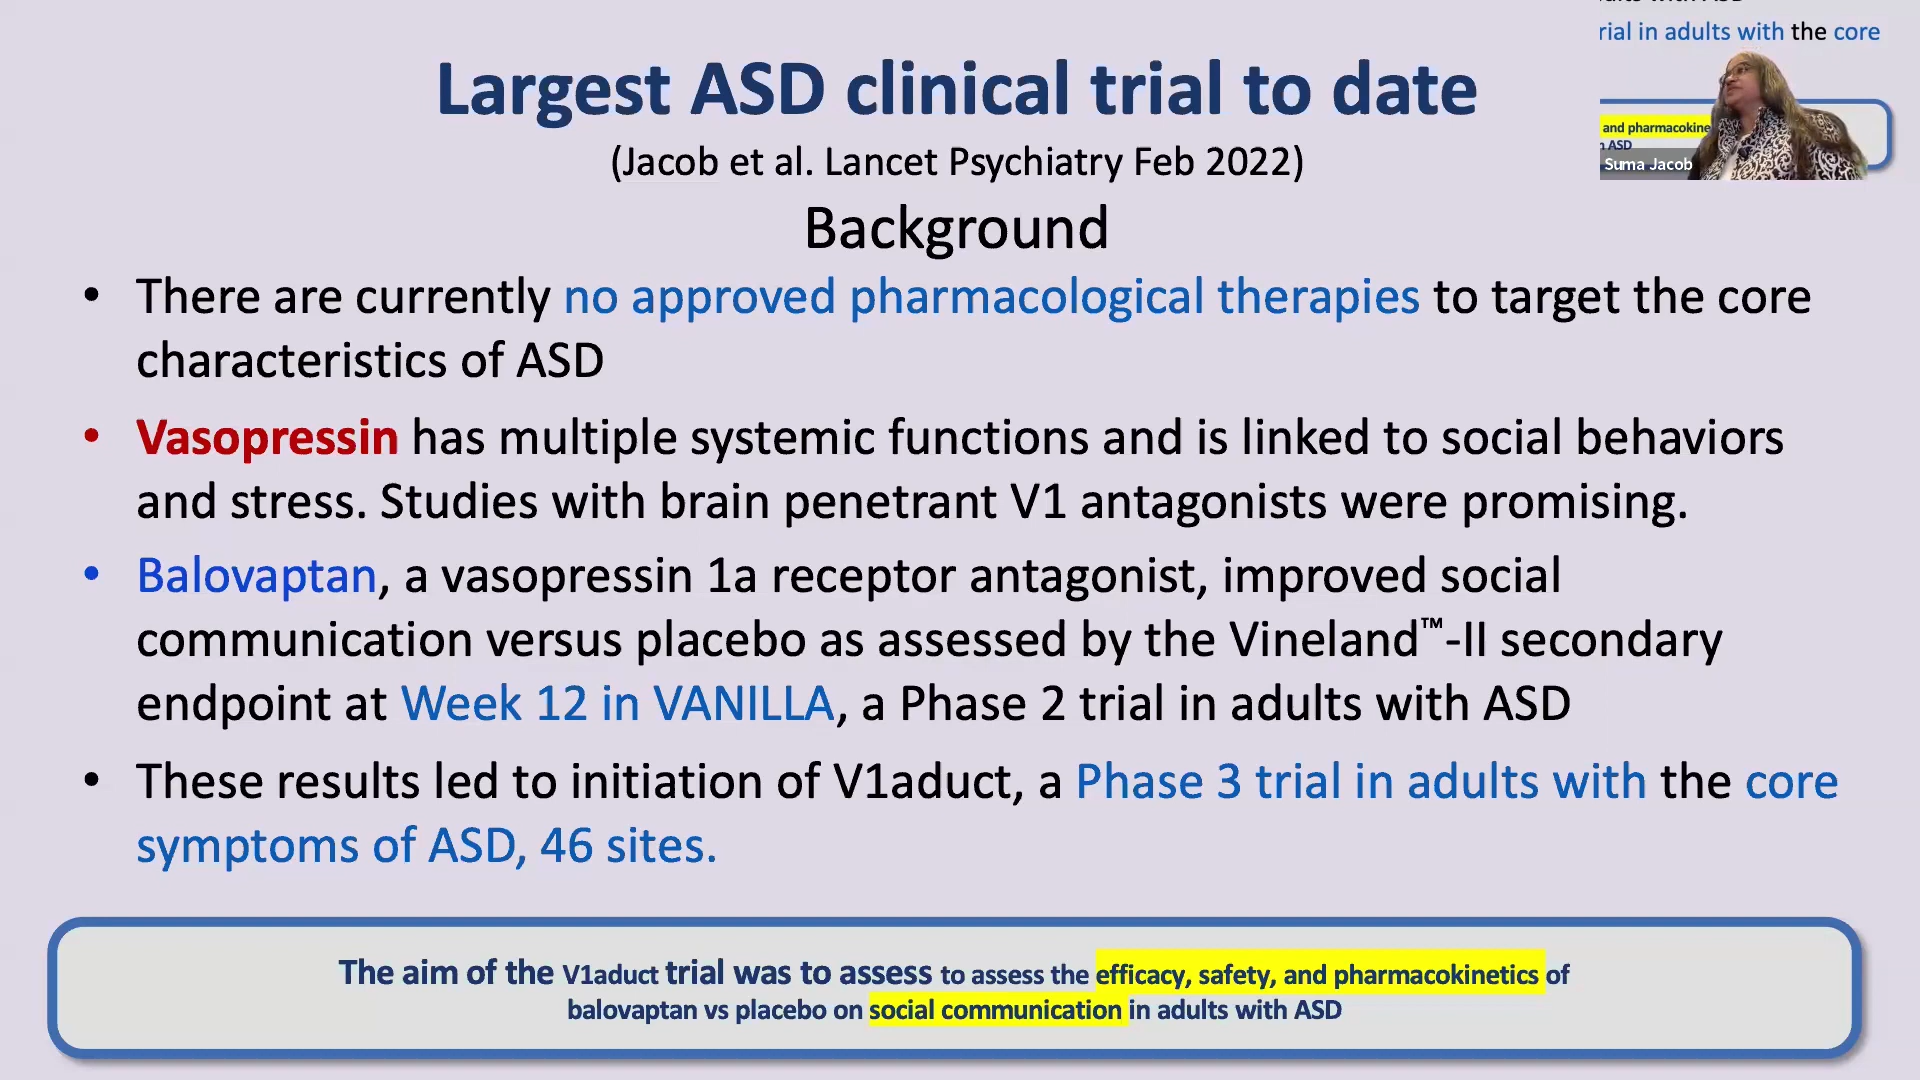 Largest ASD clinical trial to date
(Jacob et al. Lancet Psychiatry Feb 2022)
Background
• There are currently no approved pharmacological therapies to target the core
characteristics of ASD
• Vasopressin has multiple systemic functions and is linked to social behaviors
and stress. Studies with brain penetrant V1 antagonists were promising.
• Balovaptan, a vasopressin 1a receptor antagonist, improved social
communication versus placebo as assessed by the Vineland™-II secondary
endpoint at Week 12 in VANILLA, a Phase 2 trial in adults with ASD
• These results led to initiation of V1aduct, a Phase 3 trial in adults with the core
symptoms of ASD, 46 sites.
The aim of the V1aduct trial was to assess to assess the efficacy, safety, and pharmacokinetics of
balovaptan vs placebo on social communication in adults with ASD
rial in adults with the core
and pharmacokine
ASD
Suma Jacob